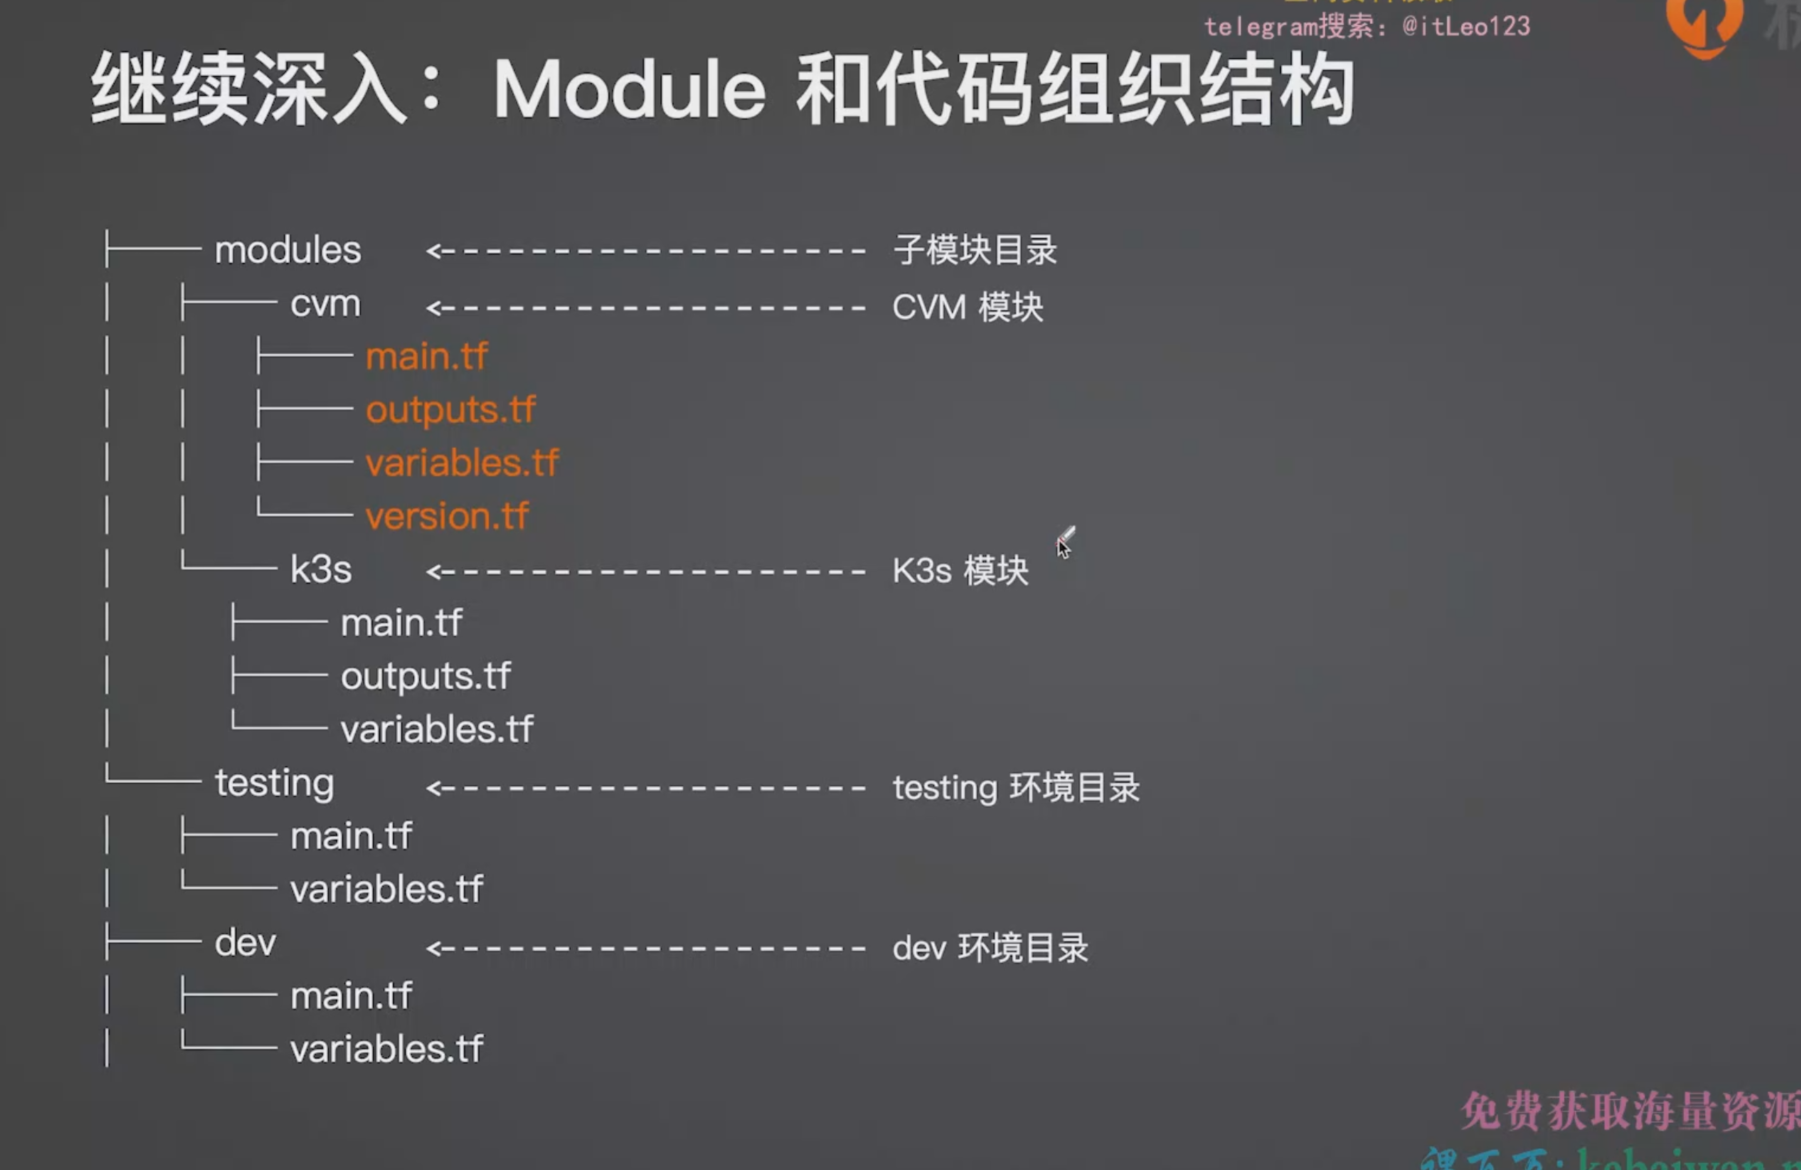 telegram搜索：@itLeo123
继续深入：Module 和代码组织结构
├── modules <------------------- 子模块目录
│ ├── cvm <------------------- CVM 模块
│ │ ├── main.tf
│ │ ├── outputs.tf
│ │ ├── variables.tf
│ │ └── version.tf
│ └── k3s <------------------- K3s 模块
│ ├── main.tf
│ ├── outputs.tf
│ └── variables.tf
└── testing <------------------- testing 环境目录
│ ├── main.tf
│ └── variables.tf
├── dev <------------------- dev 环境目录
│ ├── main.tf
│ └── variables.tf
免费获取海量资源